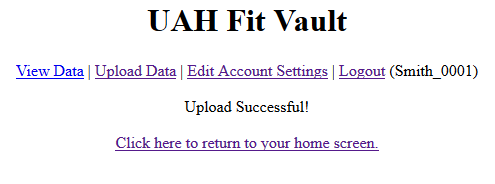 UAH Fit Vault
View Data | Upload Data | Edit Account Settings | Logout (Smith_0001)
Upload Successful!
Click here to return to your home screen.